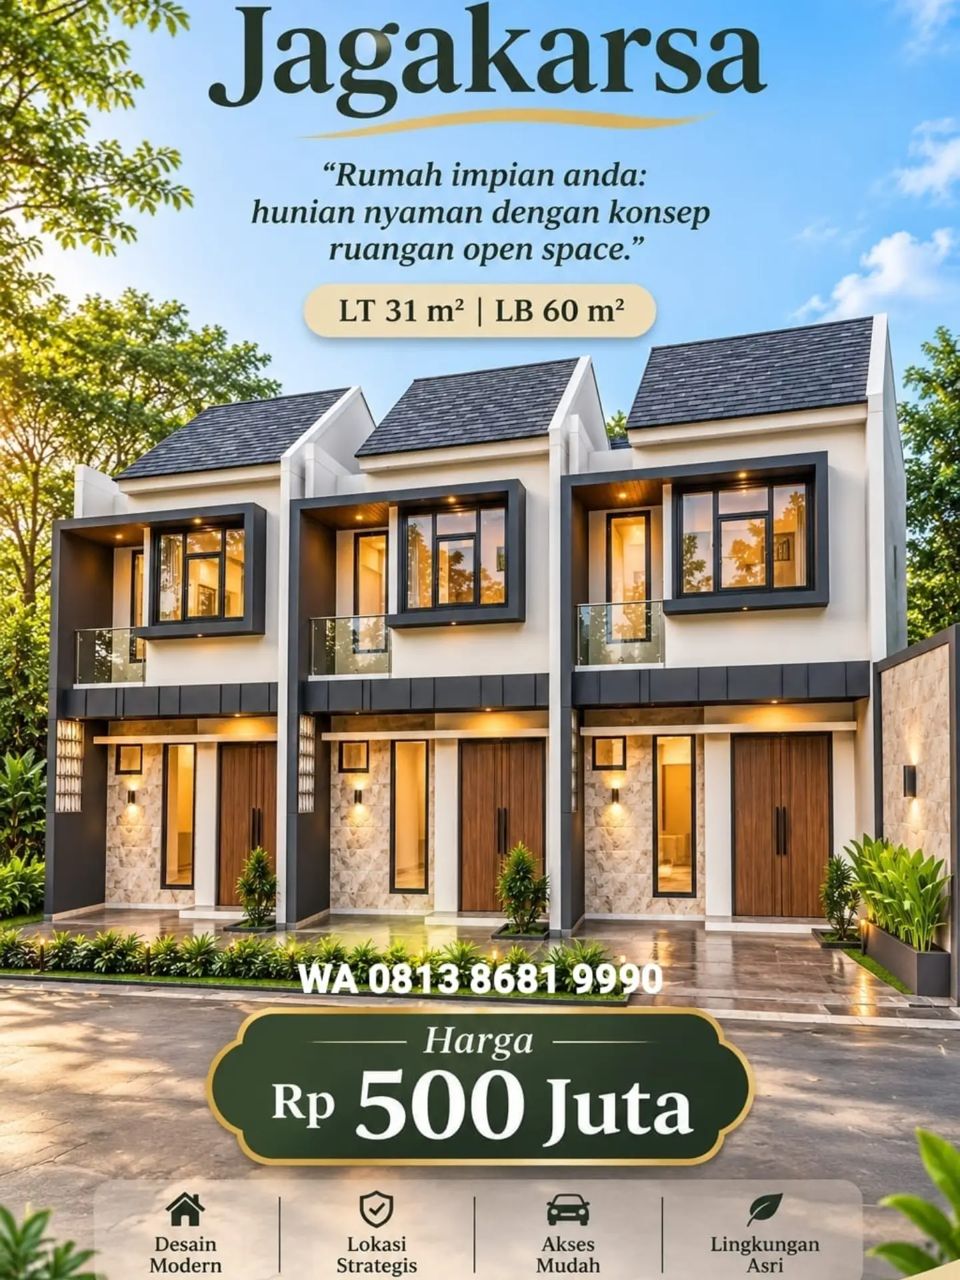 Jagakarsa
“Rumah impian anda:
hunian nyaman dengan konsep
ruangan open space.”
LT 31 m² | LB 60 m²
WA 0813 8681 9990
Harga
Rp 500 Juta
Desain
Modern
Lokasi
Strategis
Akses
Mudah
Lingkungan
Asri